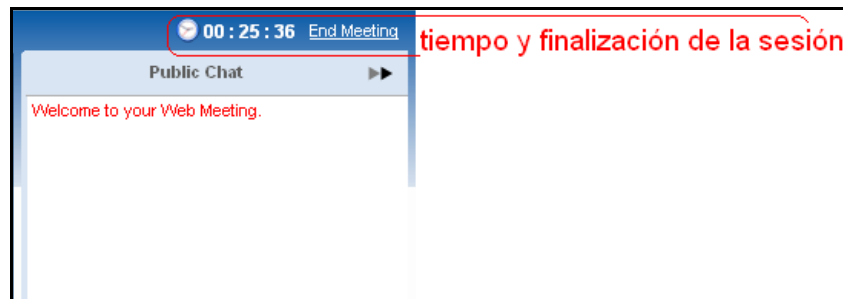 00 : 25 : 36 End Meeting
tiempo y finalización de la sesión
Public Chat
Welcome to your Web Meeting.